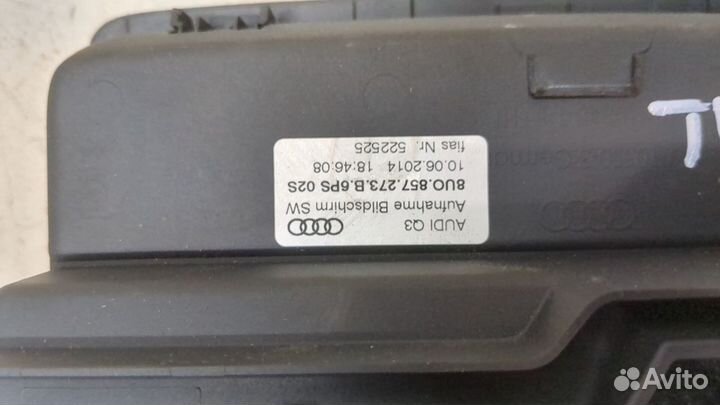 AUDI Q3
Aufnahme Bildschirm SW
8U0.857.273.B.6PS 02S
10.06.2014 18:46:08
fias Nr. 522525
Avito